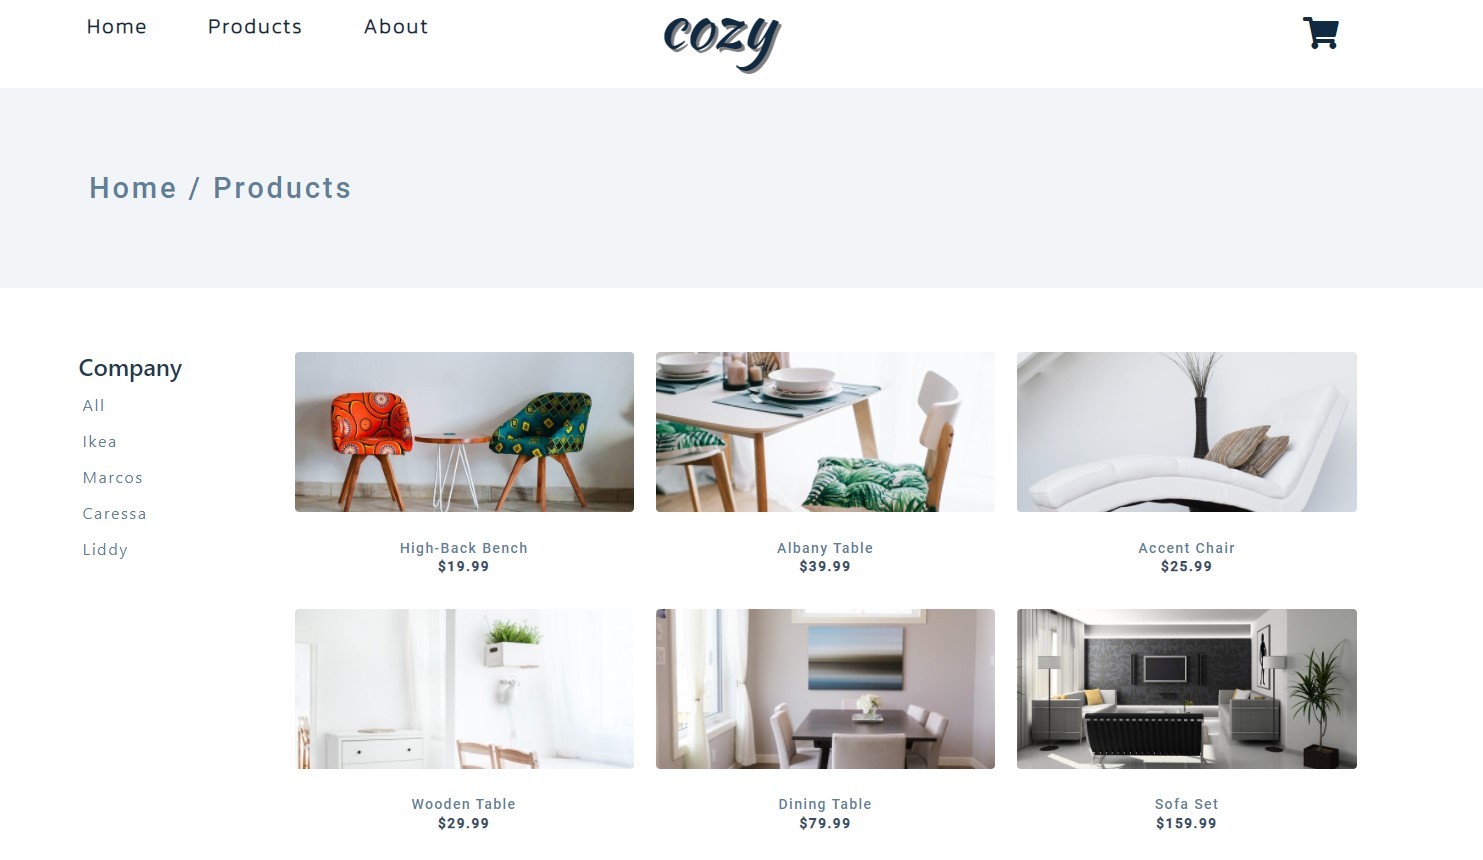 Home Products About
cozy
Home / Products
Company
All
Ikea
Marcos
Caressa
Liddy
High-Back Bench
$19.99
Albany Table
$39.99
Accent Chair
$25.99
Wooden Table
$29.99
Dining Table
$79.99
Sofa Set
$159.99